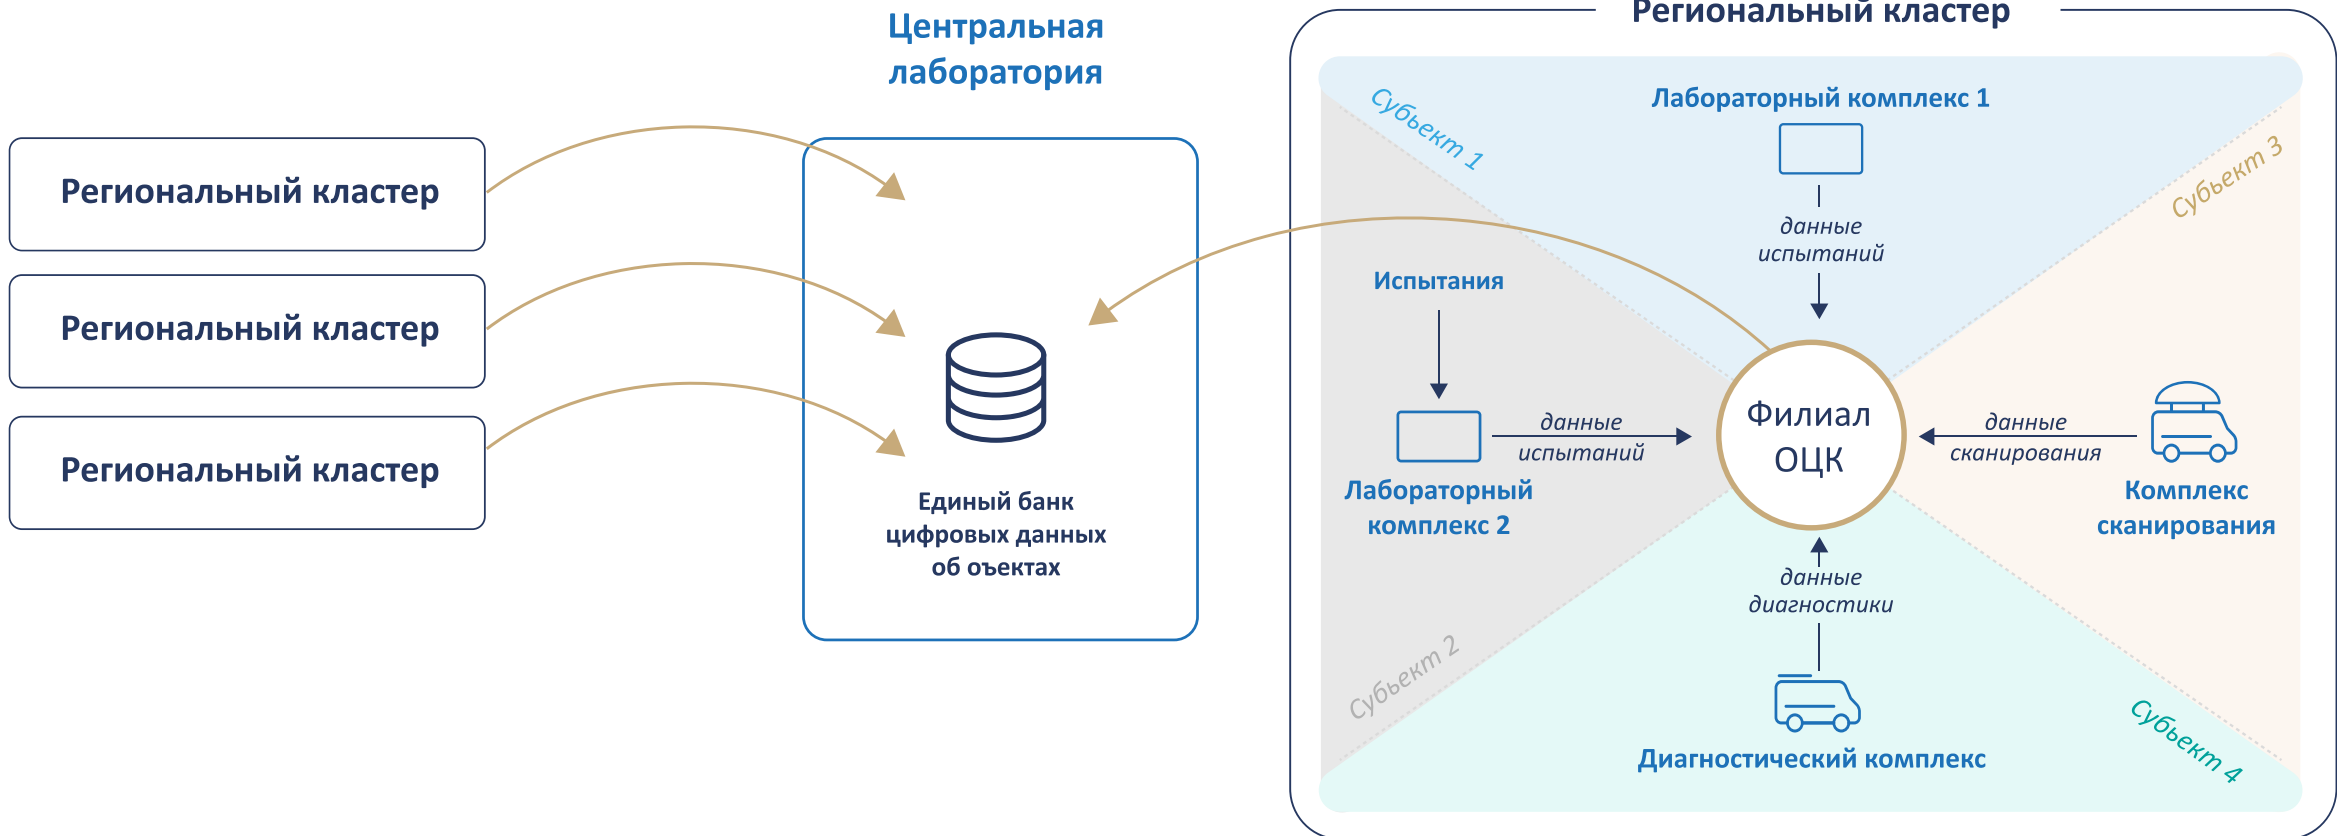 Центральная
лаборатория
Региональный кластер
Региональный кластер
Региональный кластер
Единый банк
цифровых данных
об оъектах
Региональный кластер
Субъект 1
Лабораторный комплекс 1
Субъект 3
данные
испытаний
Испытания
данные
испытаний
Лабораторный
комплекс 2
Филиал
ОЦК
данные
сканирования
Комплекс
сканирования
данные
диагностики
Субъект 2
Диагностический комплекс
Субъект 4